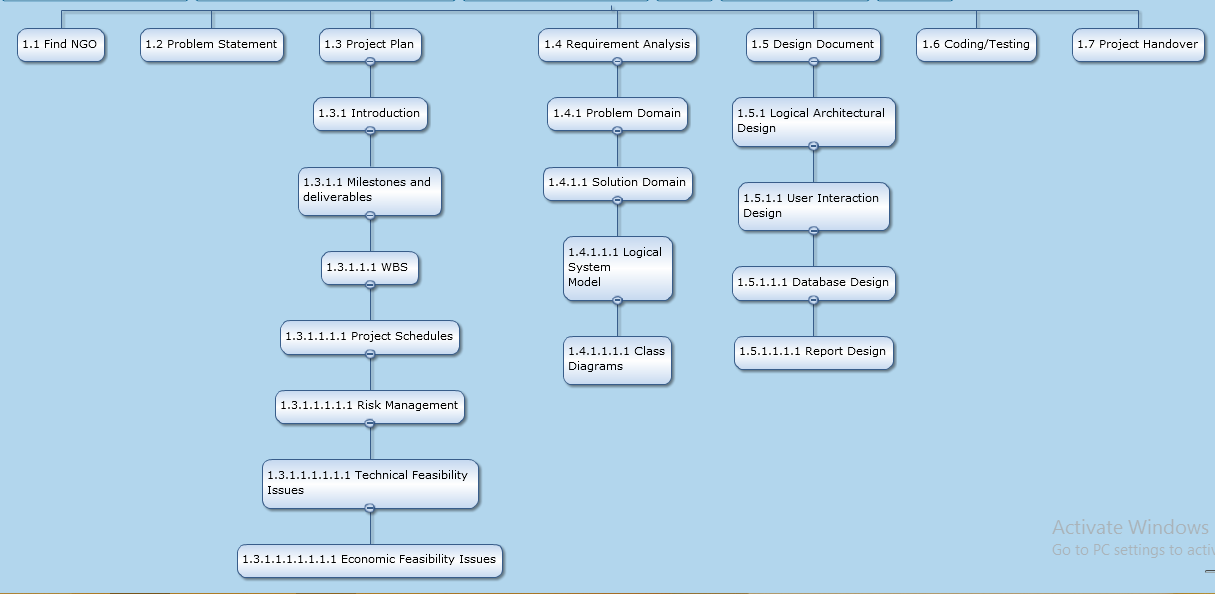 1.1 Find NGO
1.2 Problem Statement
1.3 Project Plan
1.4 Requirement Analysis
1.5 Design Document
1.6 Coding/Testing
1.7 Project Handover
1.3.1 Introduction
1.3.1.1 Milestones and
deliverables
1.3.1.1.1 WBS
1.3.1.1.1.1 Project Schedules
1.3.1.1.1.1.1 Risk Management
1.3.1.1.1.1.1.1 Technical Feasibility
Issues
1.3.1.1.1.1.1.1.1 Economic Feasibility Issues
1.4.1 Problem Domain
1.4.1.1 Solution Domain
1.4.1.1.1 Logical
System
Model
1.4.1.1.1.1 Class
Diagrams
1.5.1 Logical Architectural
Design
1.5.1.1 User Interaction
Design
1.5.1.1.1 Database Design
1.5.1.1.1.1 Report Design
Activate Windows
Go to PC settings to activ